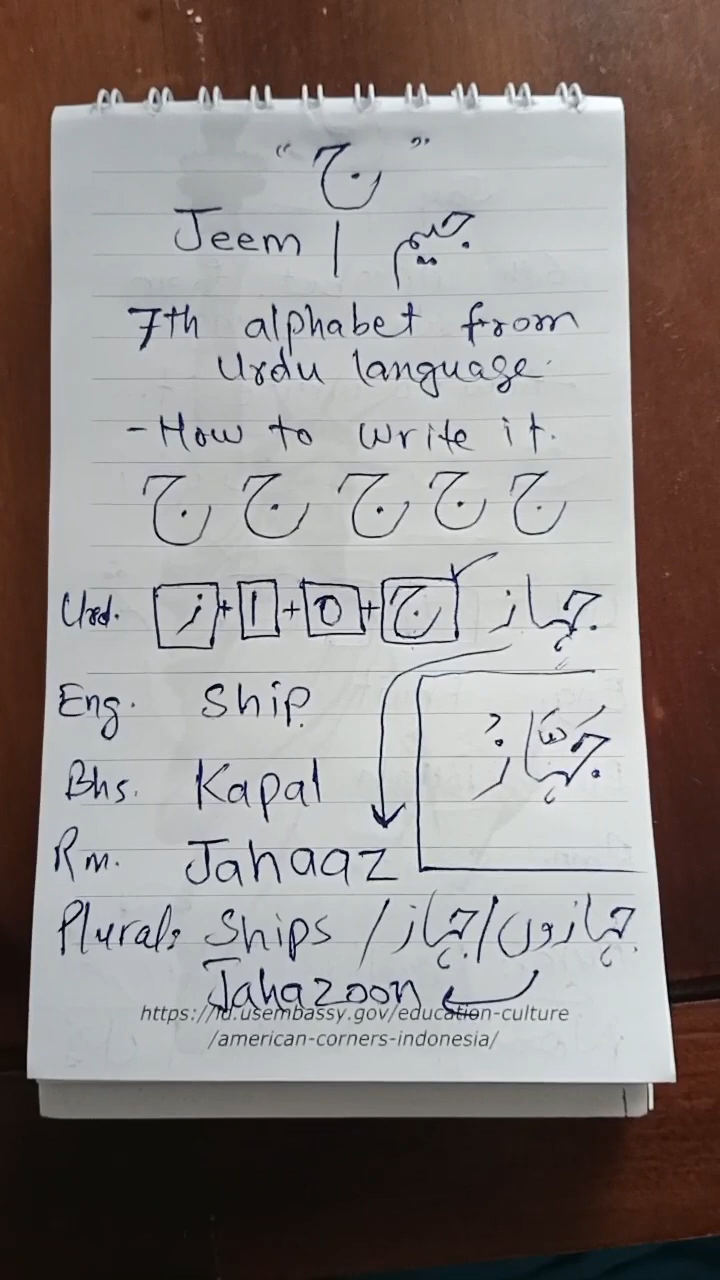 "ج"
Jeem | جیم
7th alphabet from
Urdu language.
- How to write it.
ج ج ج ج ج
Urd. ز + ا + ہ + ج جہاز
Eng. Ship
جَہَاز
Bhs. Kapal
Rm. Jahaaz
Plural: Ships / جہاز / جہازوں
Jahazoon
https://id.usembassy.gov/education-culture
/american-corners-indonesia/